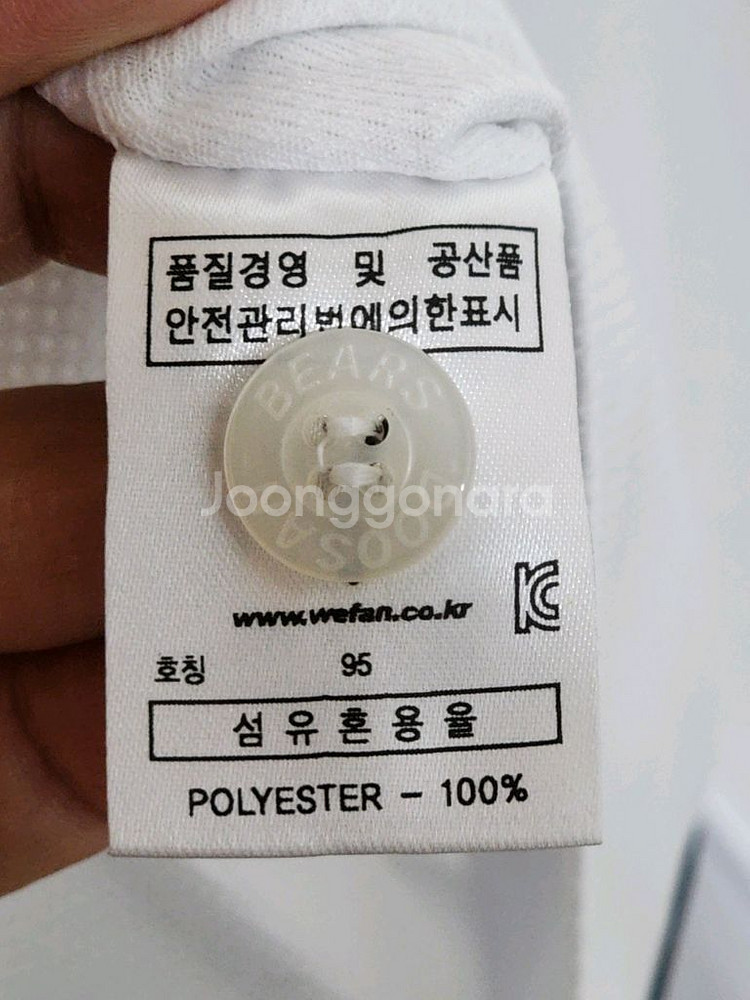 품질경영 및 공산품
안전관리법에의한표시
BEARS
Joonggonara
DOOSAN
www.wefan.co.kr
호칭 95
섬유혼용율
POLYESTER - 100%